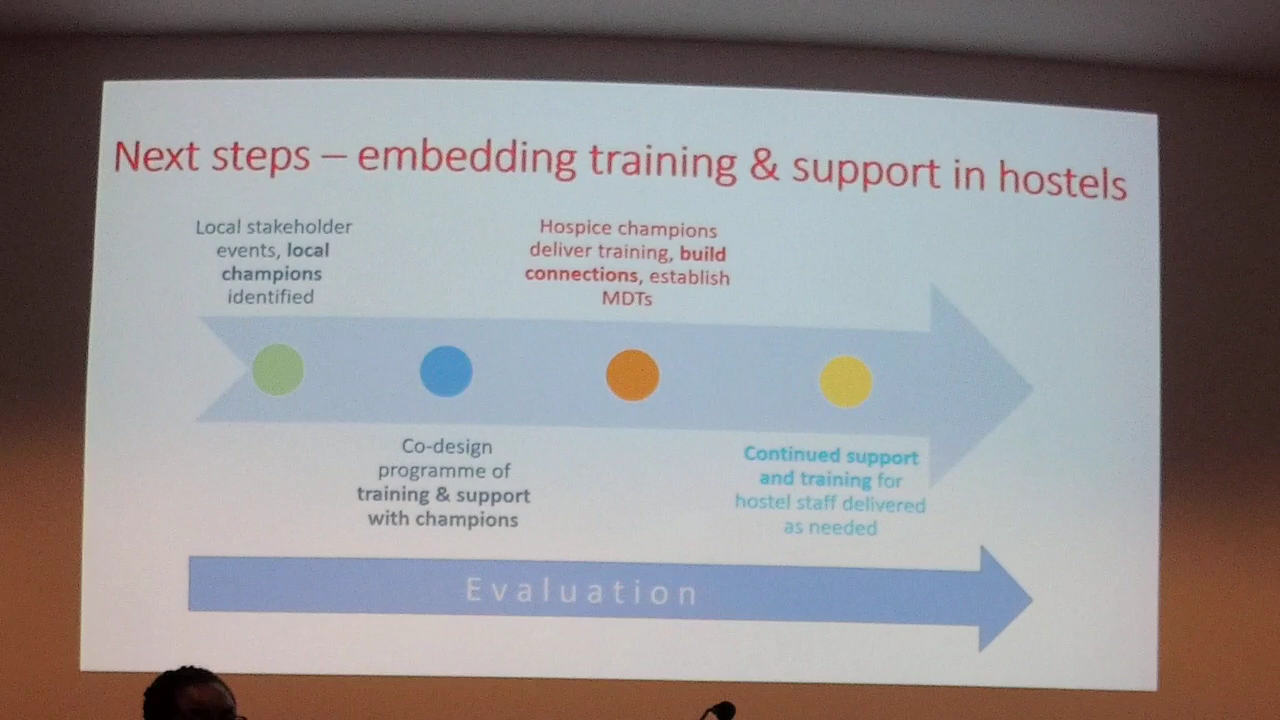 Next steps – embedding training & support in hostels
Local stakeholder
events, local
champions
identified
Hospice champions
deliver training, build
connections, establish
MDTs
Co-design
programme of
training & support
with champions
Continued support
and training for
hostel staff delivered
as needed
Evaluation